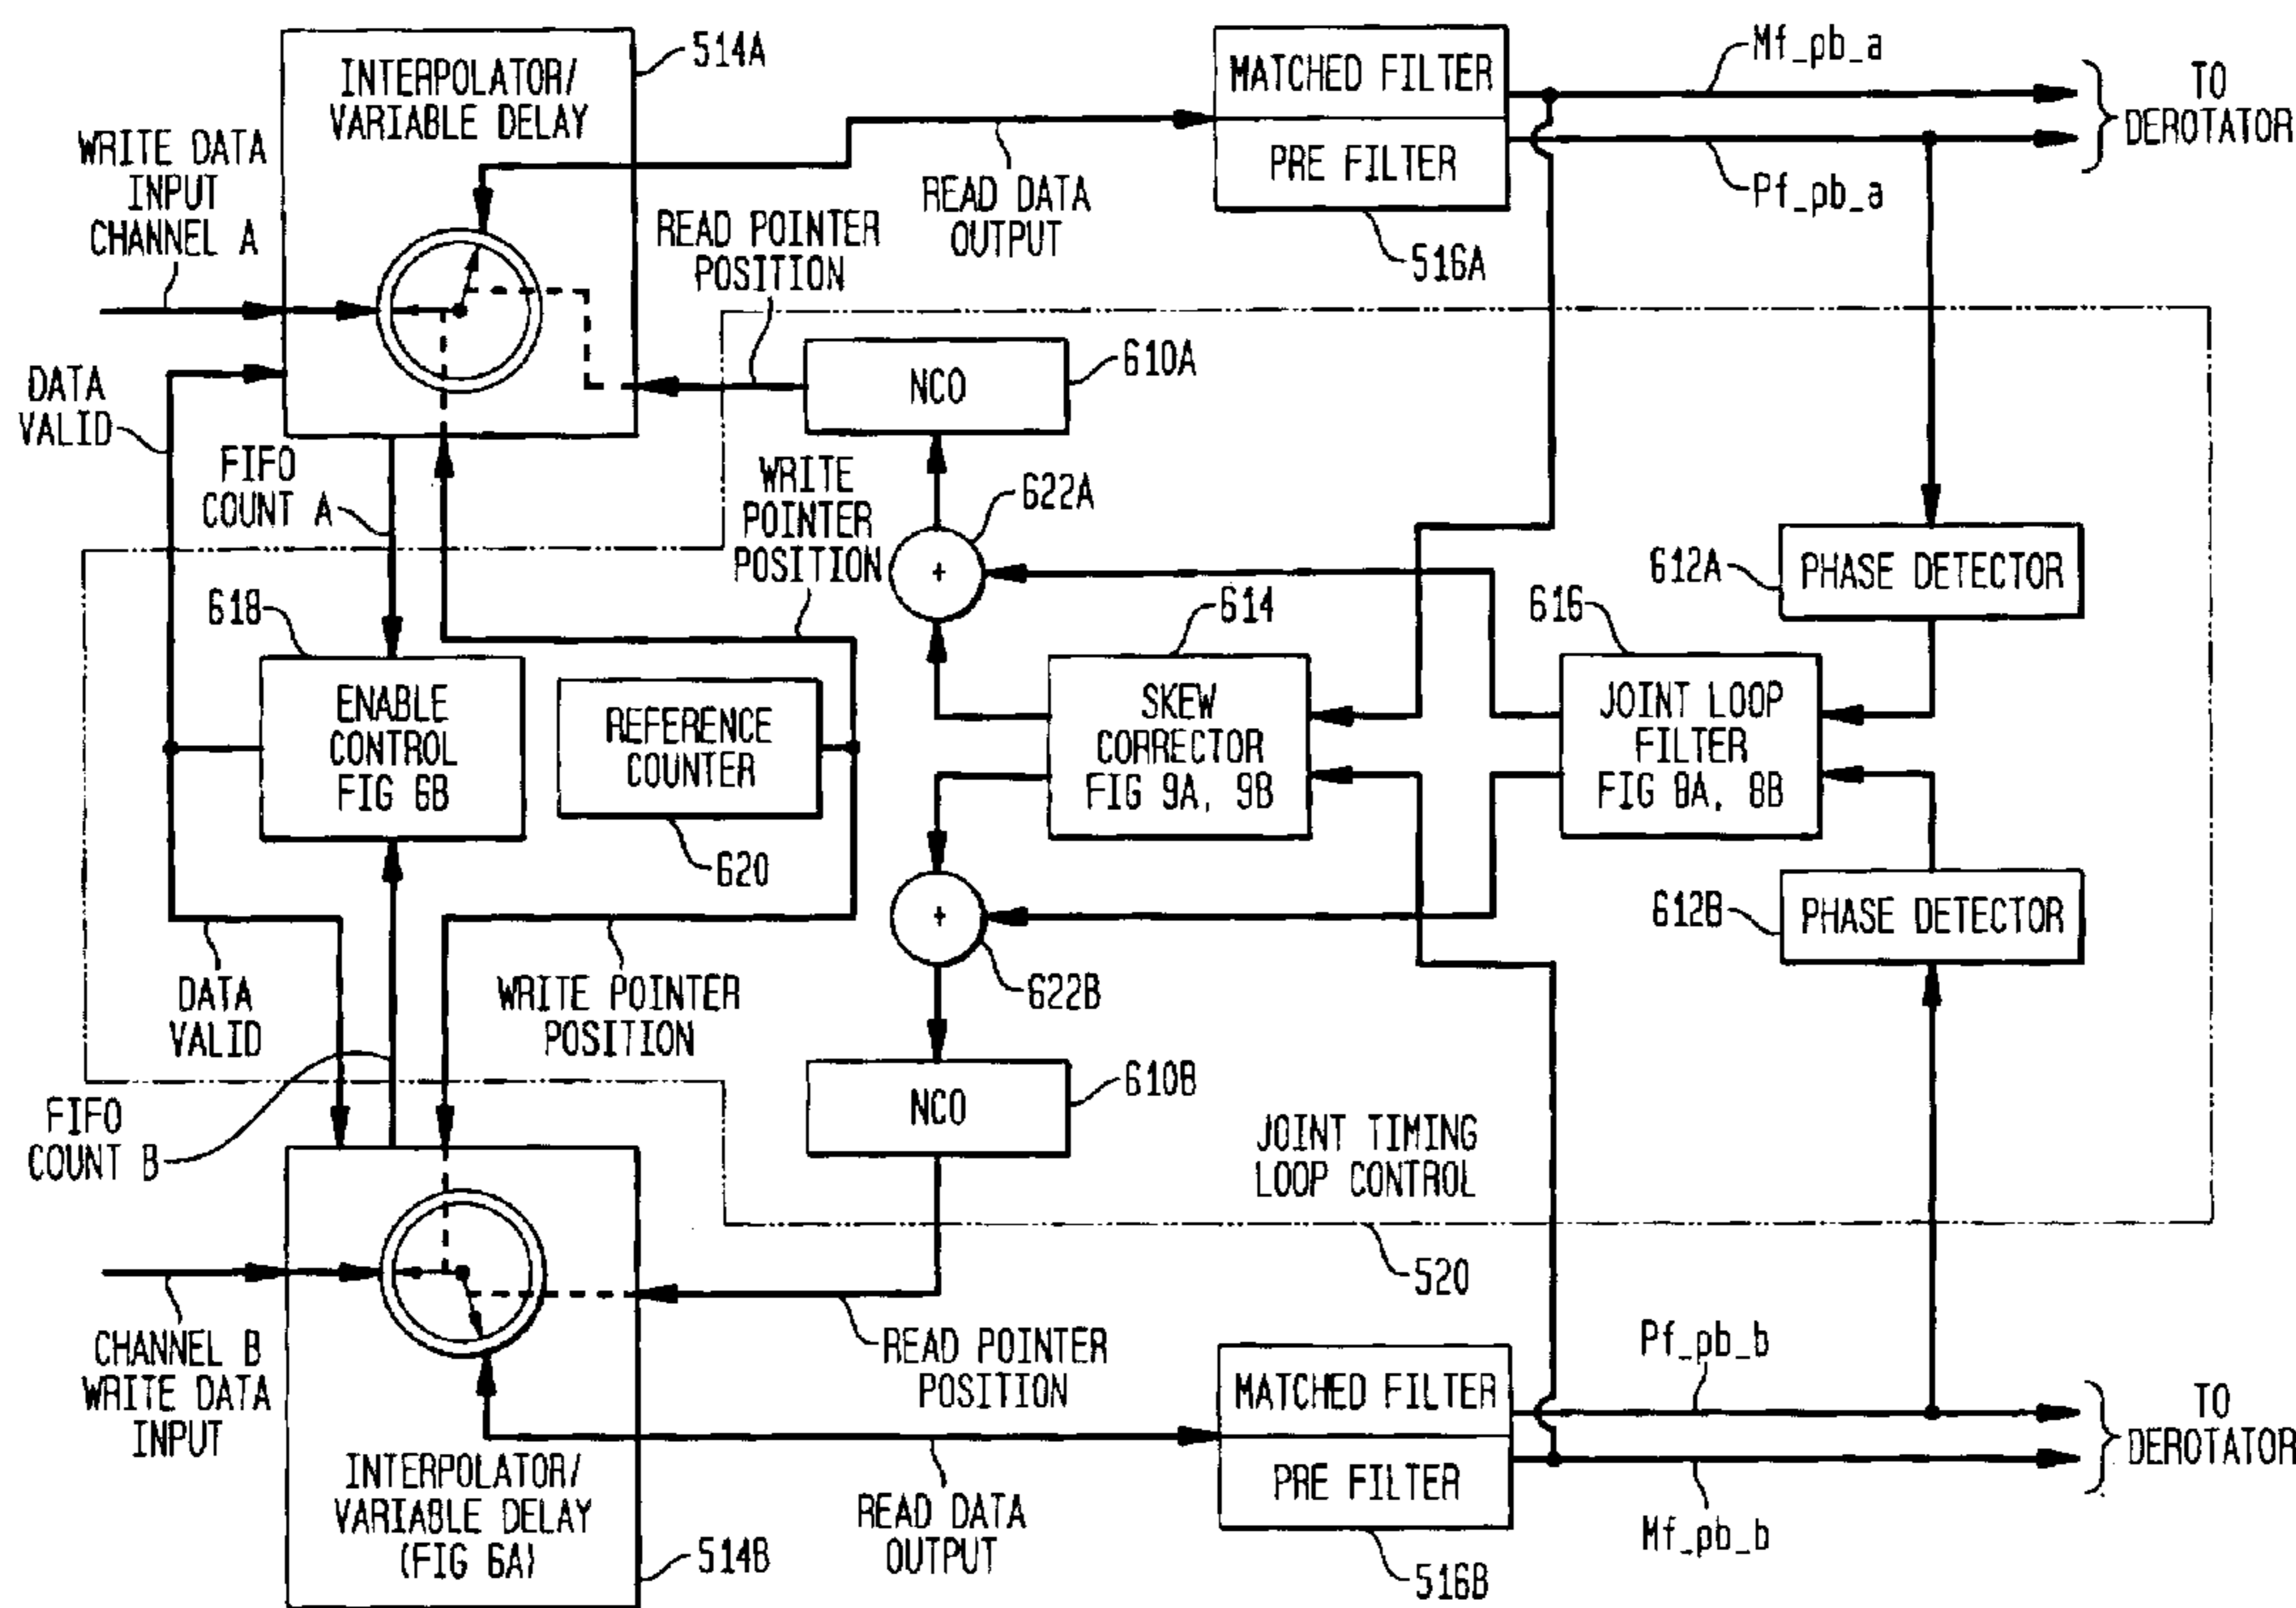 INTERPOLATOR/
VARIABLE DELAY
514A
WRITE DATA
INPUT
CHANNEL A
MATCHED FILTER
PRE FILTER
516A
Mf_pb_a
Pf_pb_a
TO
DEROTATOR
READ DATA
OUTPUT
READ POINTER
POSITION
DATA
VALID
NCO
610A
FIFO
COUNT A
WRITE
POINTER
POSITION
622A
+
612A
PHASE DETECTOR
618
ENABLE
CONTROL
FIG 6B
REFERENCE
COUNTER
620
614
SKEW
CORRECTOR
FIG 9A, 9B
616
JOINT LOOP
FILTER
FIG 8A, 8B
612B
PHASE DETECTOR
+
622B
DATA
VALID
WRITE POINTER
POSITION
NCO
610B
FIFO
COUNT B
JOINT TIMING
LOOP CONTROL
520
CHANNEL B
WRITE DATA
INPUT
READ POINTER
POSITION
INTERPOLATOR/
VARIABLE DELAY
(FIG 6A)
514B
READ DATA
OUTPUT
MATCHED FILTER
PRE FILTER
516B
Pf_pb_b
Mf_pb_b
TO
DEROTATOR